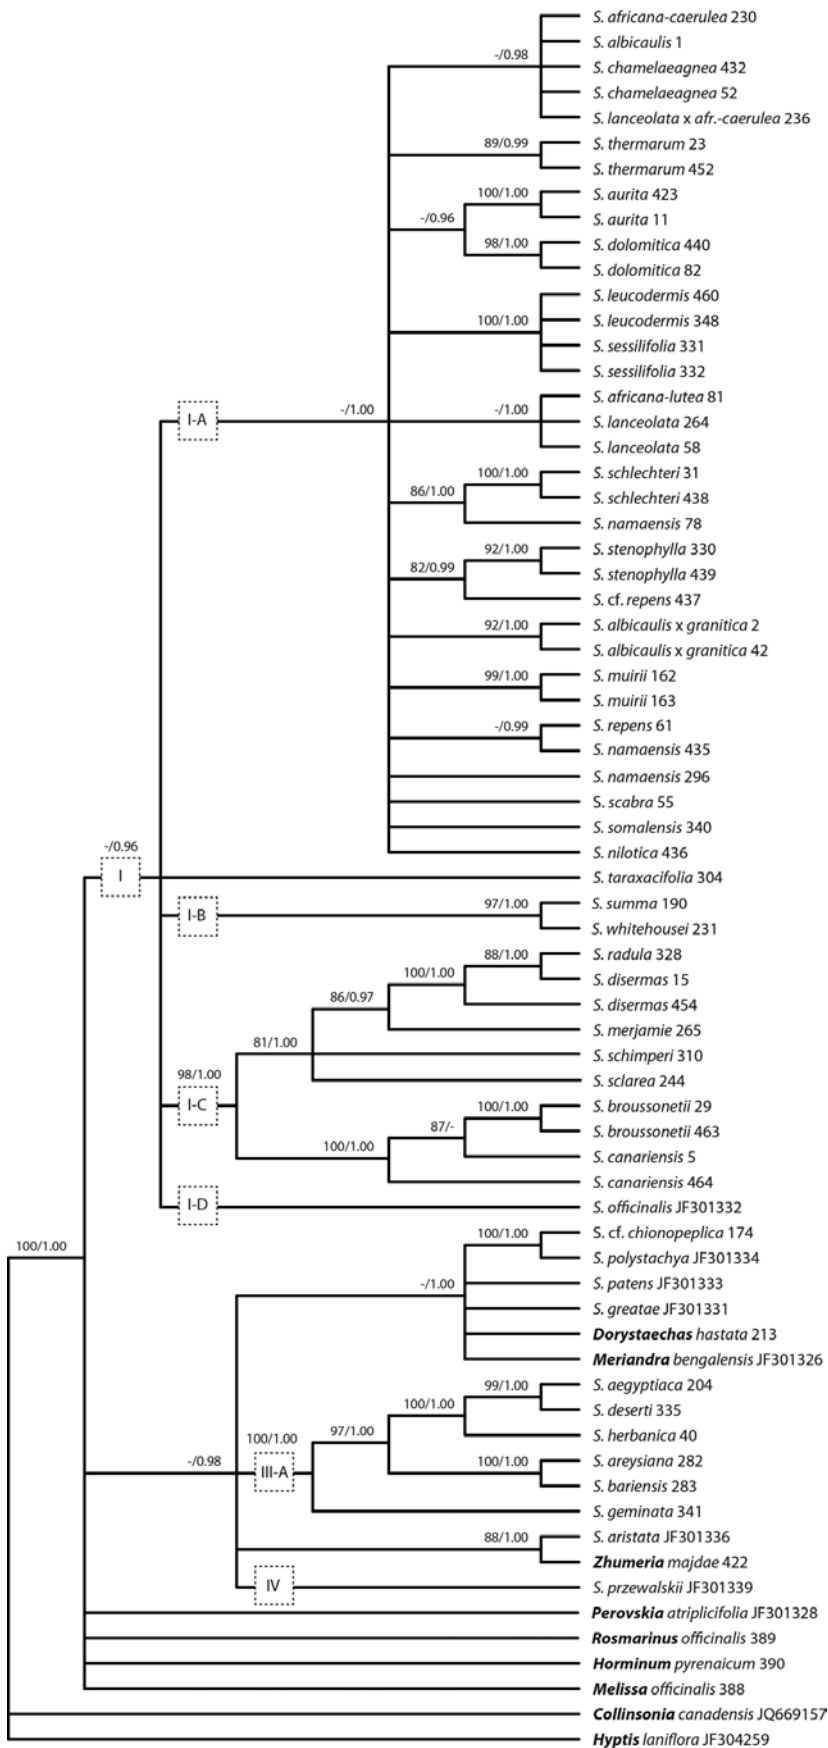 S. africana-caerulea 230
S. albicaulis 1
-/0.98
S. chamelaeagnea 432
S. chamelaeagnea 52
S. lanceolata x afr.-caerulea 236
89/0.99
S. thermarum 23
S. thermarum 452
100/1.00
S. aurita 423
-/0.96
S. aurita 11
98/1.00
S. dolomitica 440
S. dolomitica 82
S. leucodermis 460
100/1.00
S. leucodermis 348
S. sessilifolia 331
S. sessilifolia 332
S. africana-lutea 81
I-A
-/1.00
-/1.00
S. lanceolata 264
S. lanceolata 58
100/1.00
S. schlechteri 31
86/1.00
S. schlechteri 438
S. namaensis 78
92/1.00
S. stenophylla 330
82/0.99
S. stenophylla 439
S. cf. repens 437
92/1.00
S. albicaulis x granitica 2
S. albicaulis x granitica 42
99/1.00
S. muirii 162
S. muirii 163
-/0.99
S. repens 61
S. namaensis 435
S. namaensis 296
S. scabra 55
S. somalensis 340
S. nilotica 436
-/0.96
I
S. taraxacifolia 304
I-B
97/1.00
S. summa 190
S. whitehousei 231
88/1.00
S. radula 328
100/1.00
S. disermas 15
86/0.97
S. disermas 454
S. merjamie 265
81/1.00
S. schimperi 310
98/1.00
S. sclarea 244
I-C
100/1.00
S. broussonetii 29
87/-
S. broussonetii 463
100/1.00
S. canariensis 5
S. canariensis 464
I-D
S. officinalis JF301332
100/1.00
100/1.00
S. cf. chionopeplica 174
S. polystachya JF301334
-/1.00
S. patens JF301333
S. greatae JF301331
Dorystaechas hastata 213
Meriandra bengalensis JF301326
99/1.00
S. aegyptiaca 204
100/1.00
S. deserti 335
100/1.00
97/1.00
S. herbanica 40
-/0.98
III-A
100/1.00
S. areysiana 282
S. bariensis 283
S. geminata 341
88/1.00
S. aristata JF301336
Zhumeria majdae 422
IV
S. przewalskii JF301339
Perovskia atriplicifolia JF301328
Rosmarinus officinalis 389
Horminum pyrenaicum 390
Melissa officinalis 388
Collinsonia canadensis JQ669157
Hyptis laniflora JF304259